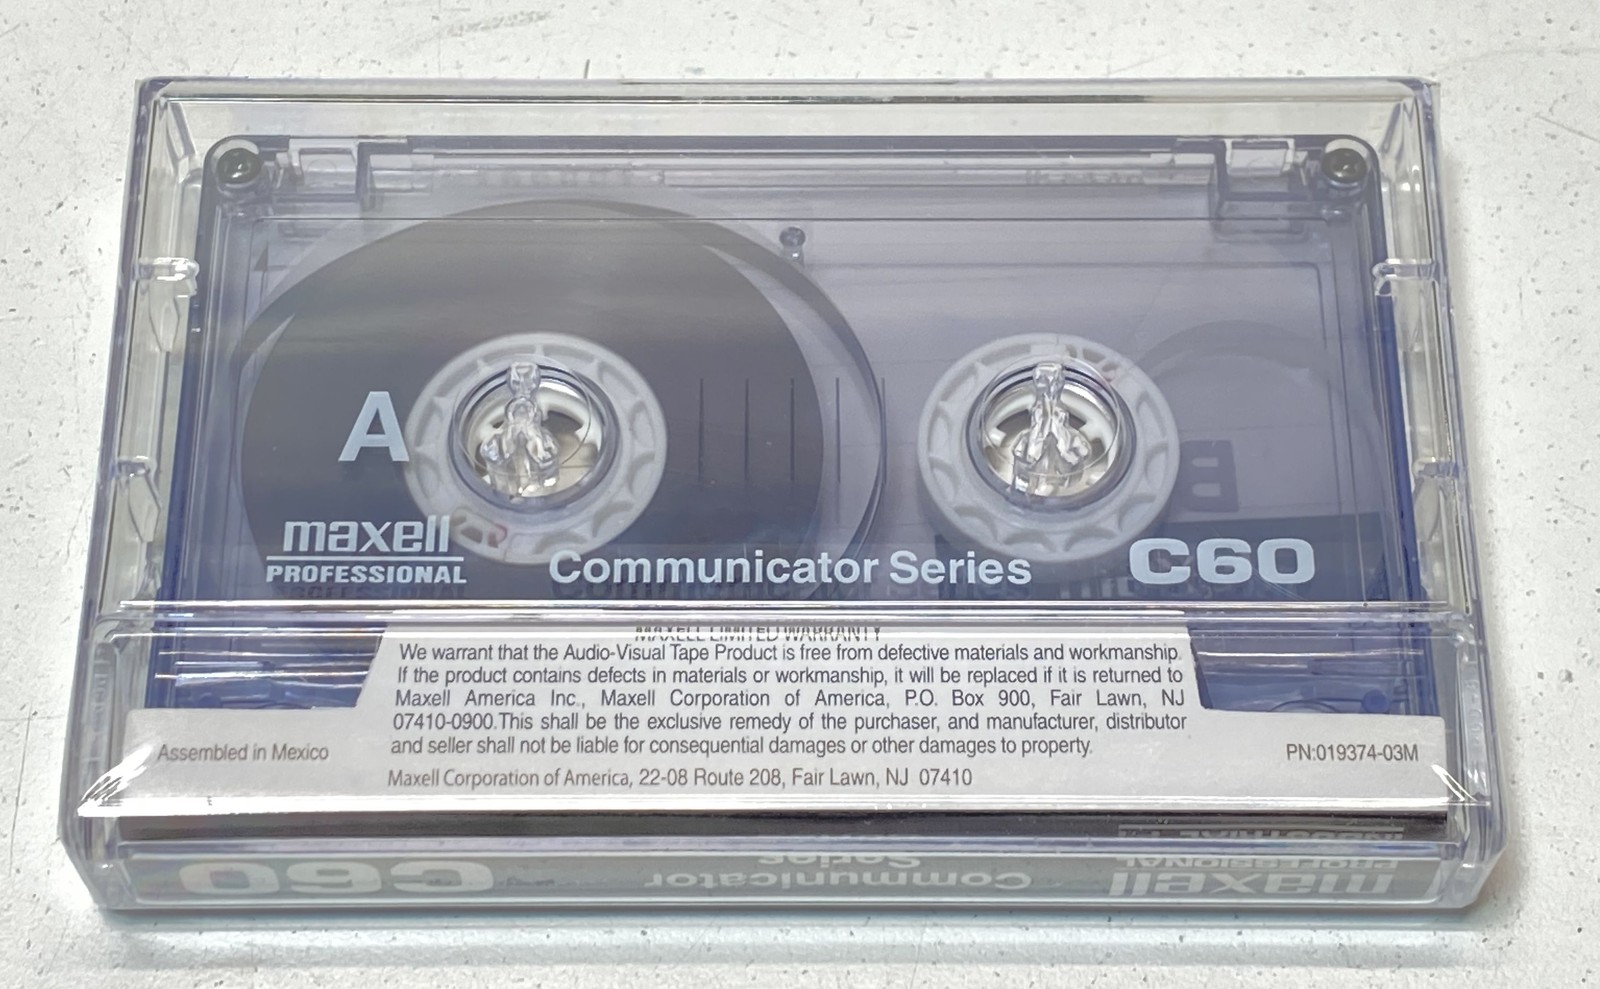 A
B
maxell
PROFESSIONAL
Communicator Series
C60
MAXELL LIMITED WARRANTY
We warrant that the Audio-Visual Tape Product is free from defective materials and workmanship.
If the product contains defects in materials or workmanship, it will be replaced if it is returned to
Maxell America Inc., Maxell Corporation of America, P.O. Box 900, Fair Lawn, NJ
07410-0900.This shall be the exclusive remedy of the purchaser, and manufacturer, distributor
and seller shall not be liable for consequential damages or other damages to property.
Assembled in Mexico
PN:019374-03M
Maxell Corporation of America, 22-08 Route 208, Fair Lawn, NJ 07410
maxell
PROFESSIONAL
Communicator
Series
C60